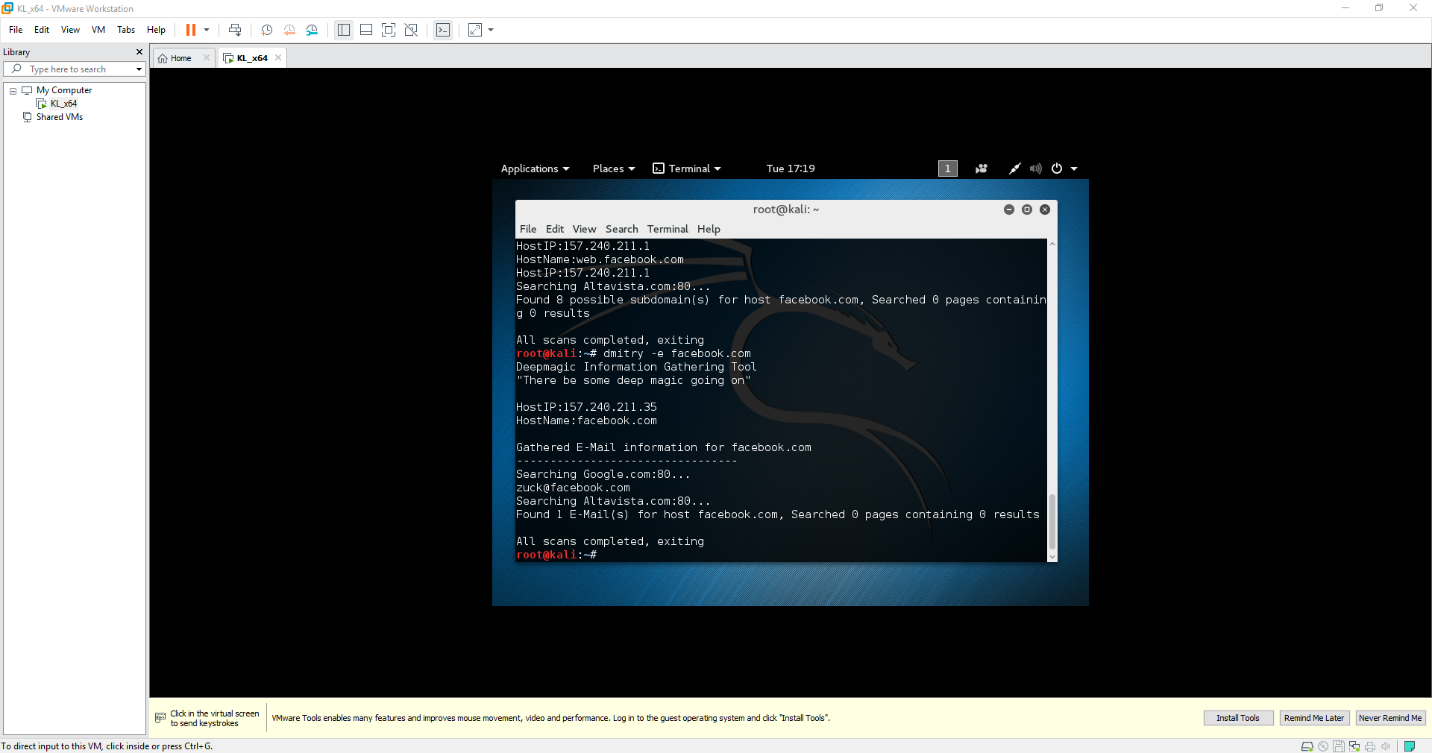 KL_x64 - VMware Workstation
File Edit View VM Tabs Help
Library
Type here to search
My Computer
KL_x64
Shared VMs
Home
KL_x64
Applications Places Terminal Tue 17:19 1
root@kali: ~
File Edit View Search Terminal Help
HostIP:157.240.211.1
HostName:web.facebook.com
HostIP:157.240.211.1
Searching Altavista.com:80...
Found 8 possible subdomain(s) for host facebook.com, Searched 0 pages containin
g 0 results
All scans completed, exiting
root@kali:~# dmitry -e facebook.com
Deepmagic Information Gathering Tool
"There be some deep magic going on"
HostIP:157.240.211.35
HostName:facebook.com
Gathered E-Mail information for facebook.com
---------------------------------
Searching Google.com:80...
zuck@facebook.com
Searching Altavista.com:80...
Found 1 E-Mail(s) for host facebook.com, Searched 0 pages containing 0 results
All scans completed, exiting
root@kali:~#
Click in the virtual screen
to send keystrokes
VMware Tools enables many features and improves mouse movement, video and performance. Log in to the guest operating system and click "Install Tools".
Install Tools Remind Me Later Never Remind Me
To direct input to this VM, click inside or press Ctrl+G.